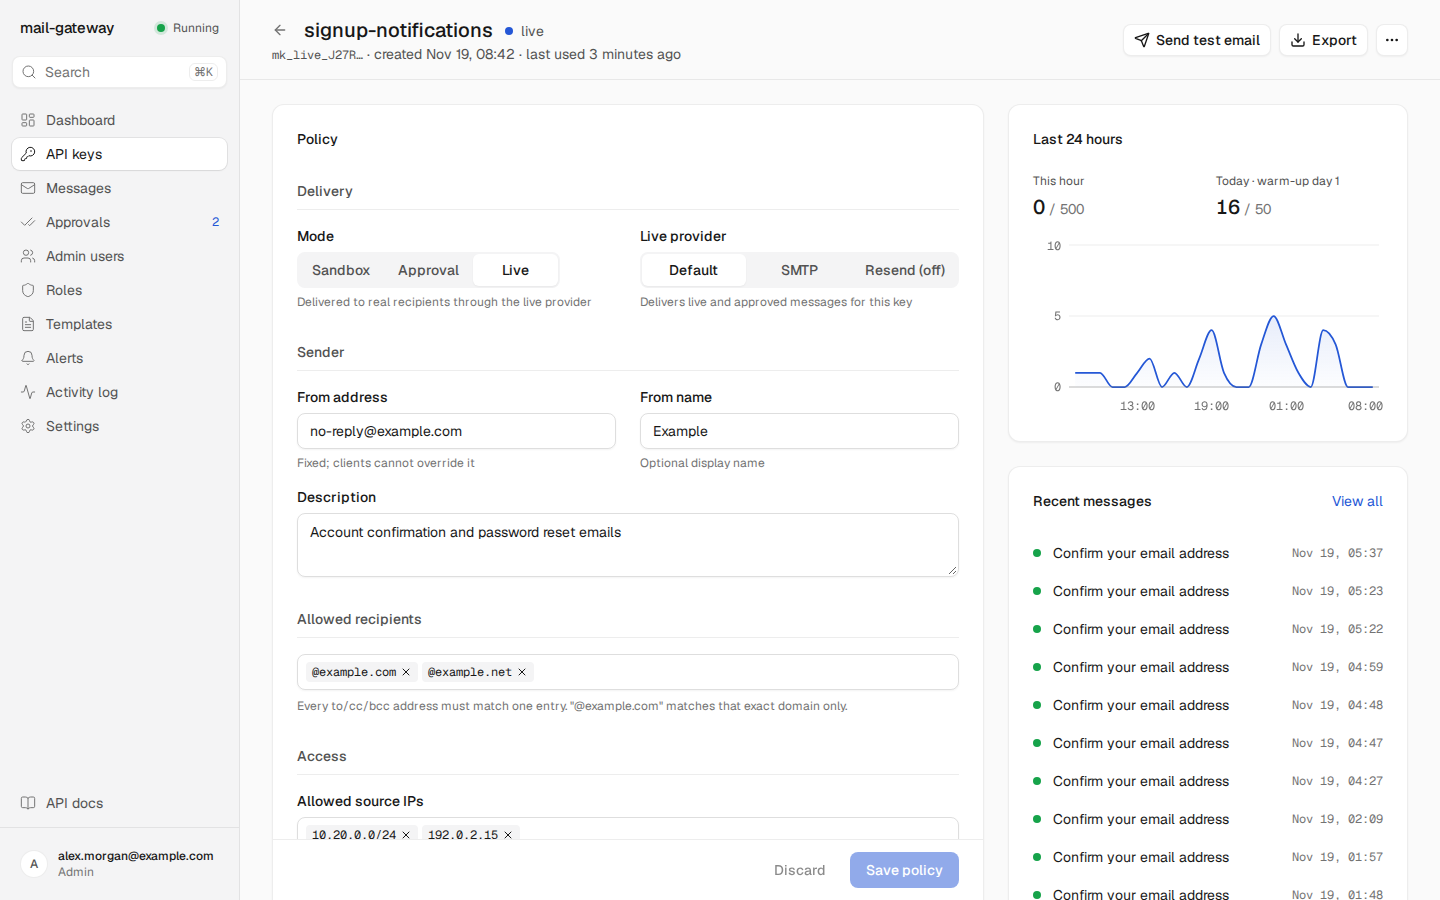 mail-gateway
Running
Search
⌘K
Dashboard
API keys
Messages
Approvals
2
Admin users
Roles
Templates
Alerts
Activity log
Settings
API docs
A
alex.morgan@example.com
Admin
signup-notifications
live
mk_live_J27R… · created Nov 19, 08:42 · last used 3 minutes ago
Send test email
Export
Policy
Delivery
Mode
Sandbox
Approval
Live
Delivered to real recipients through the live provider
Live provider
Default
SMTP
Resend (off)
Delivers live and approved messages for this key
Sender
From address
no-reply@example.com
Fixed; clients cannot override it
From name
Example
Optional display name
Description
Account confirmation and password reset emails
Allowed recipients
@example.com
@example.net
Every to/cc/bcc address must match one entry. "@example.com" matches that exact domain only.
Access
Allowed source IPs
10.20.0.0/24
192.0.2.15
Discard
Save policy
Last 24 hours
This hour
0 / 500
Today · warm-up day 1
16 / 50
10
5
0
13:00
19:00
01:00
08:00
Recent messages
View all
Confirm your email address
Nov 19, 05:37
Confirm your email address
Nov 19, 05:23
Confirm your email address
Nov 19, 05:22
Confirm your email address
Nov 19, 04:59
Confirm your email address
Nov 19, 04:48
Confirm your email address
Nov 19, 04:47
Confirm your email address
Nov 19, 04:27
Confirm your email address
Nov 19, 02:09
Confirm your email address
Nov 19, 01:57
Confirm your email address
Nov 19, 01:48